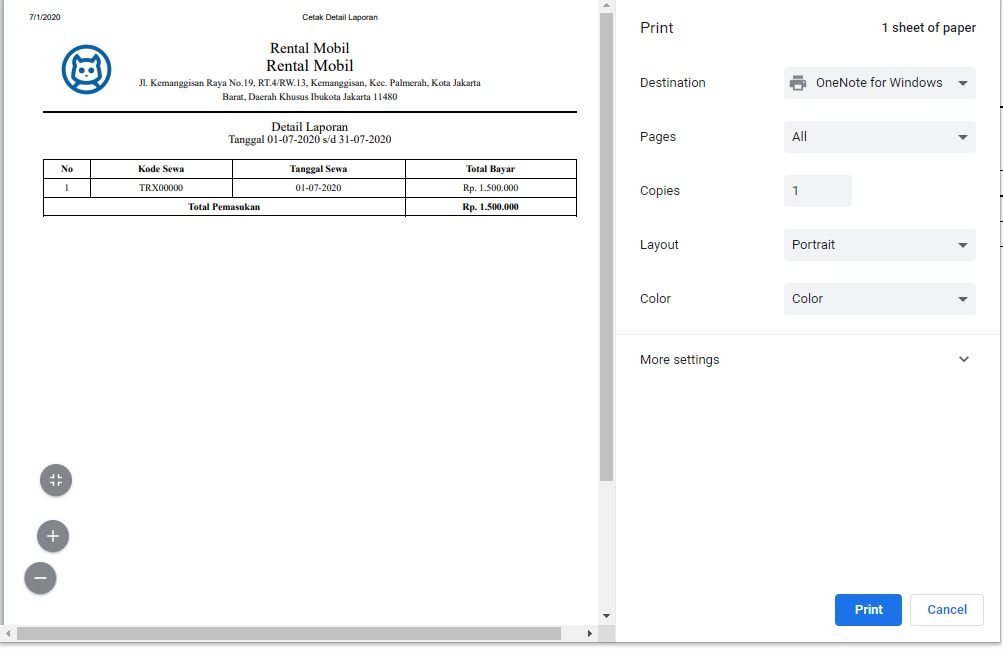 7/1/2020 Cetak Detail Laporan
Rental Mobil
Rental Mobil
Jl. Kemanggisan Raya No.19, RT.4/RW.13, Kemanggisan, Kec. Palmerah, Kota Jakarta
Barat, Daerah Khusus Ibukota Jakarta 11480
Detail Laporan
Tanggal 01-07-2020 s/d 31-07-2020
No Kode Sewa Tanggal Sewa Total Bayar
1 TRX00000 01-07-2020 Rp. 1.500.000
Total Pemasukan Rp. 1.500.000
Print 1 sheet of paper
Destination OneNote for Windows
Pages All
Copies 1
Layout Portrait
Color Color
More settings
Print Cancel